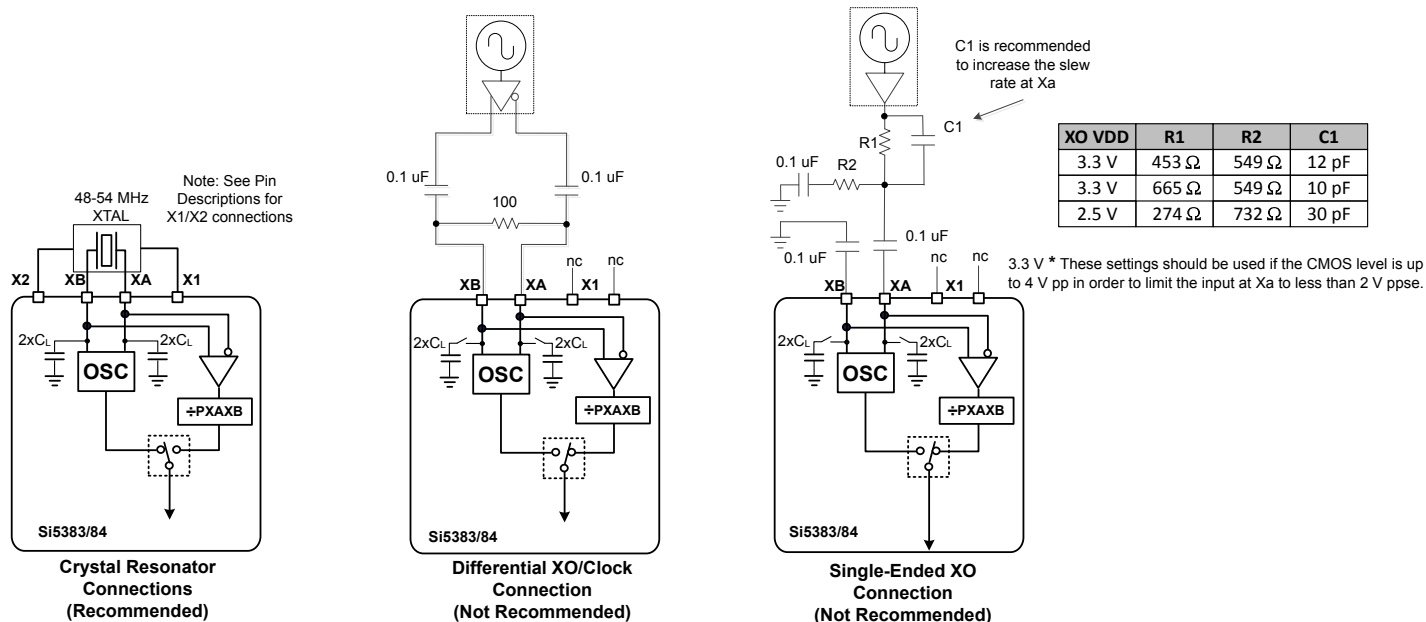 48-54 MHz
XTAL
Note: See Pin
Descriptions for
X1/X2 connections
X2
XB
XA
X1
2xCL
2xCL
OSC
÷PXAXB
Si5383/84
Crystal Resonator
Connections
(Recommended)
0.1 uF
0.1 uF
100
nc
nc
XB
XA
X1
2xCL
2xCL
OSC
÷PXAXB
Si5383/84
Differential XO/Clock
Connection
(Not Recommended)
C1 is recommended
to increase the slew
rate at Xa
C1
R1
0.1 uF
R2
0.1 uF
0.1 uF
nc
nc
XB
XA
X1
2xCL
2xCL
OSC
÷PXAXB
Si5383/84
Single-Ended XO
Connection
(Not Recommended)
XO VDD R1 R2 C1
3.3 V 453 Ω 549 Ω 12 pF
3.3 V 665 Ω 549 Ω 10 pF
2.5 V 274 Ω 732 Ω 30 pF
3.3 V * These settings should be used if the CMOS level is up
to 4 V pp in order to limit the input at Xa to less than 2 V ppse.